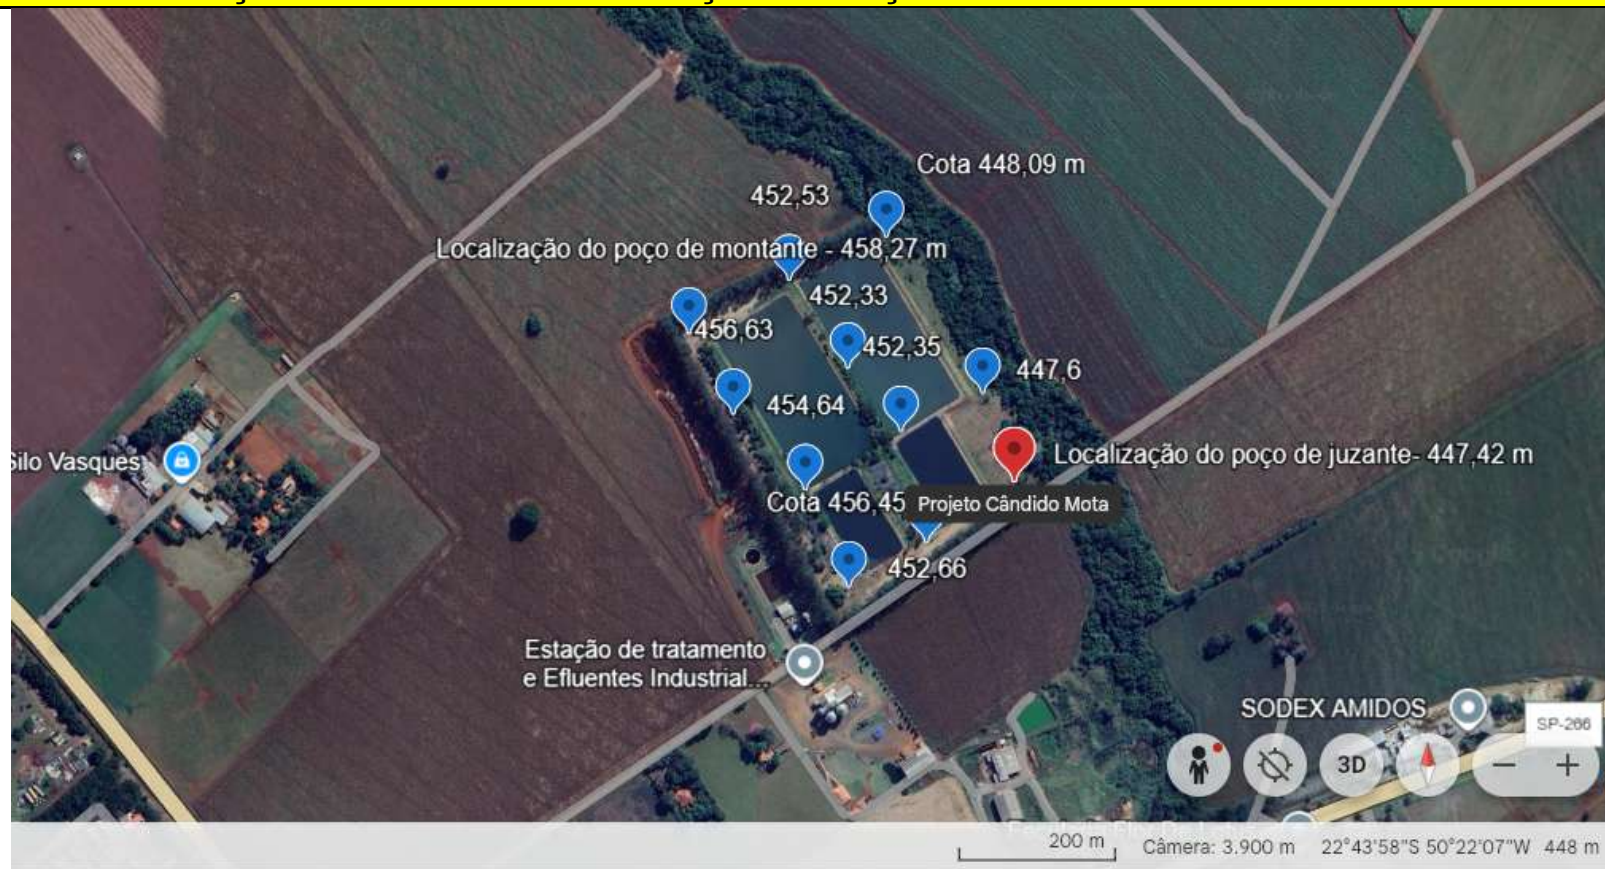 Cota 448,09 m
452,53
Localização do poço de montante - 458,27 m
452,33
456,63
452,35
447,6
454,64
Silo Vasques
Localização do poço de juzante- 447,42 m
Cota 456,45
Projeto Cândido Mota
452,66
Estação de tratamento
e Efluentes Industrial...
SODEX AMIDOS
SP-266
3D
200 m
Câmera: 3.900 m
22°43'58"S 50°22'07"W
448 m